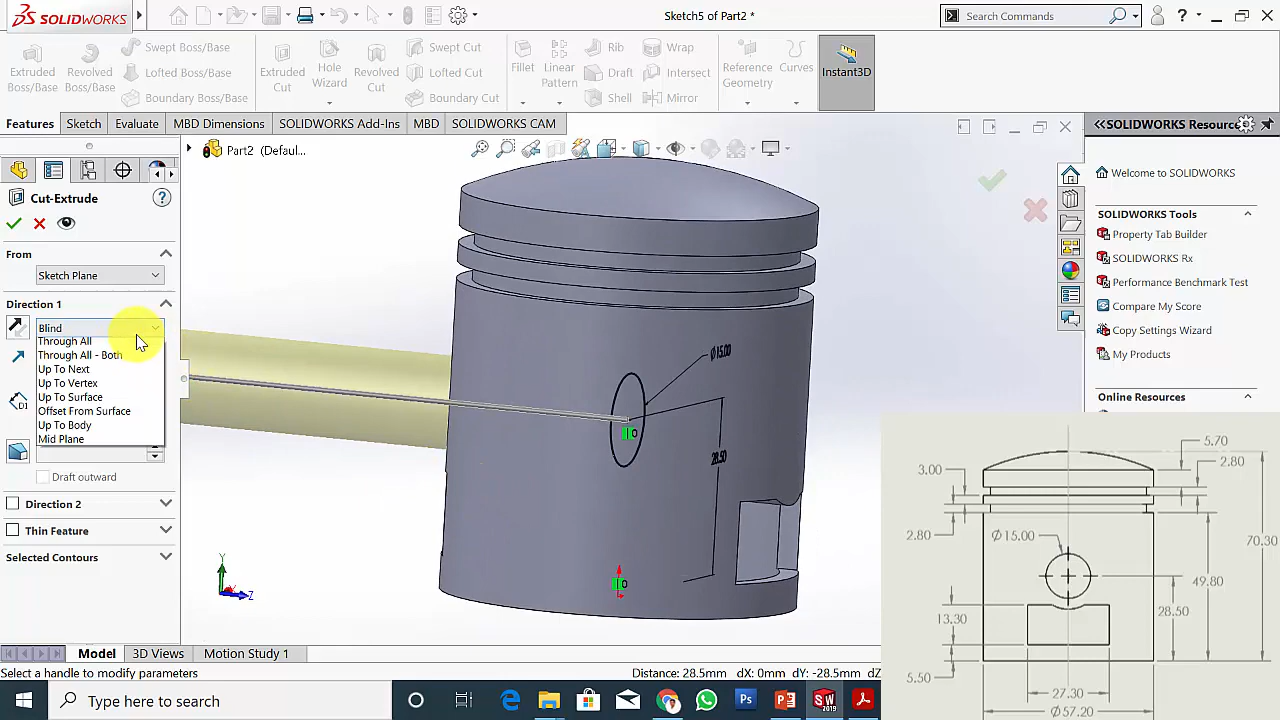 SOLIDWORKS
Sketch5 of Part2 *
Search Commands
?
Extruded Boss/Base
Revolved Boss/Base
Swept Boss/Base
Lofted Boss/Base
Boundary Boss/Base
Extruded Cut
Hole Wizard
Revolved Cut
Swept Cut
Lofted Cut
Boundary Cut
Fillet
Linear Pattern
Rib
Draft
Shell
Wrap
Intersect
Mirror
Reference Geometry
Curves
Instant3D
Features
Sketch
Evaluate
MBD Dimensions
SOLIDWORKS Add-Ins
MBD
SOLIDWORKS CAM
Part2 (Defaul...
SOLIDWORKS Resourc
Cut-Extrude
?
From
Sketch Plane
Direction 1
Blind
Through All
Through All - Both
Up To Next
Up To Vertex
Up To Surface
Offset From Surface
Up To Body
Mid Plane
D1
Draft outward
Direction 2
Thin Feature
Selected Contours
Ø15.00
28.50
Y
Z
Welcome to SOLIDWORKS
SOLIDWORKS Tools
Property Tab Builder
SOLIDWORKS Rx
Performance Benchmark Test
Compare My Score
Copy Settings Wizard
My Products
Online Resources
5.70
2.80
3.00
2.80
Ø15.00
70.30
49.80
28.50
13.30
5.50
27.30
Ø57.20
Model
3D Views
Motion Study 1
Select a handle to modify parameters
Distance: 28.5mm dX: 0mm dY: -28.5mm
Type here to search
Ps
SW
2019